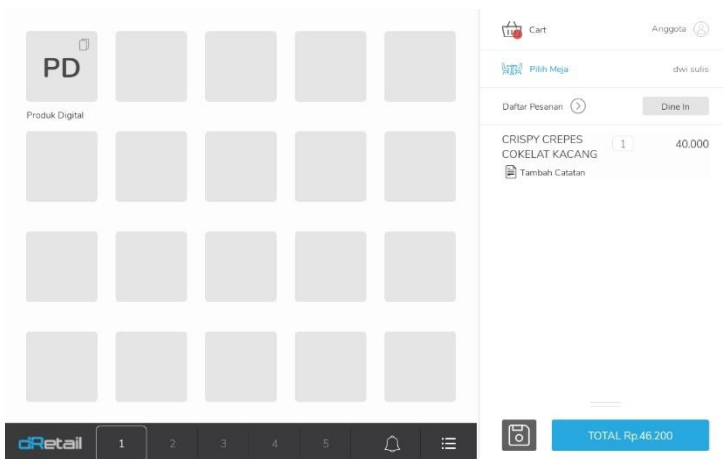 PD
Produk Digital
dRetail
1
2
3
4
5
Cart
Anggota
Pilih Meja
dwi sulis
Daftar Pesanan
Dine In
CRISPY CREPES
COKELAT KACANG
1
40.000
Tambah Catatan
TOTAL Rp.46.200